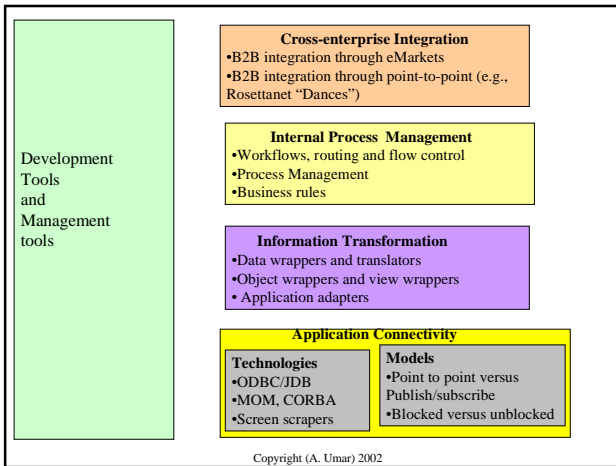 Development
Tools
and
Management
tools
Cross-enterprise Integration
•B2B integration through eMarkets
•B2B integration through point-to-point (e.g.,
Rosettanet “Dances”)
Internal Process Management
•Workflows, routing and flow control
•Process Management
•Business rules
Information Transformation
•Data wrappers and translators
•Object wrappers and view wrappers
• Application adapters
Application Connectivity
Technologies
•ODBC/JDB
•MOM, CORBA
•Screen scrapers
Models
•Point to point versus
Publish/subscribe
•Blocked versus unblocked
Copyright (A. Umar) 2002